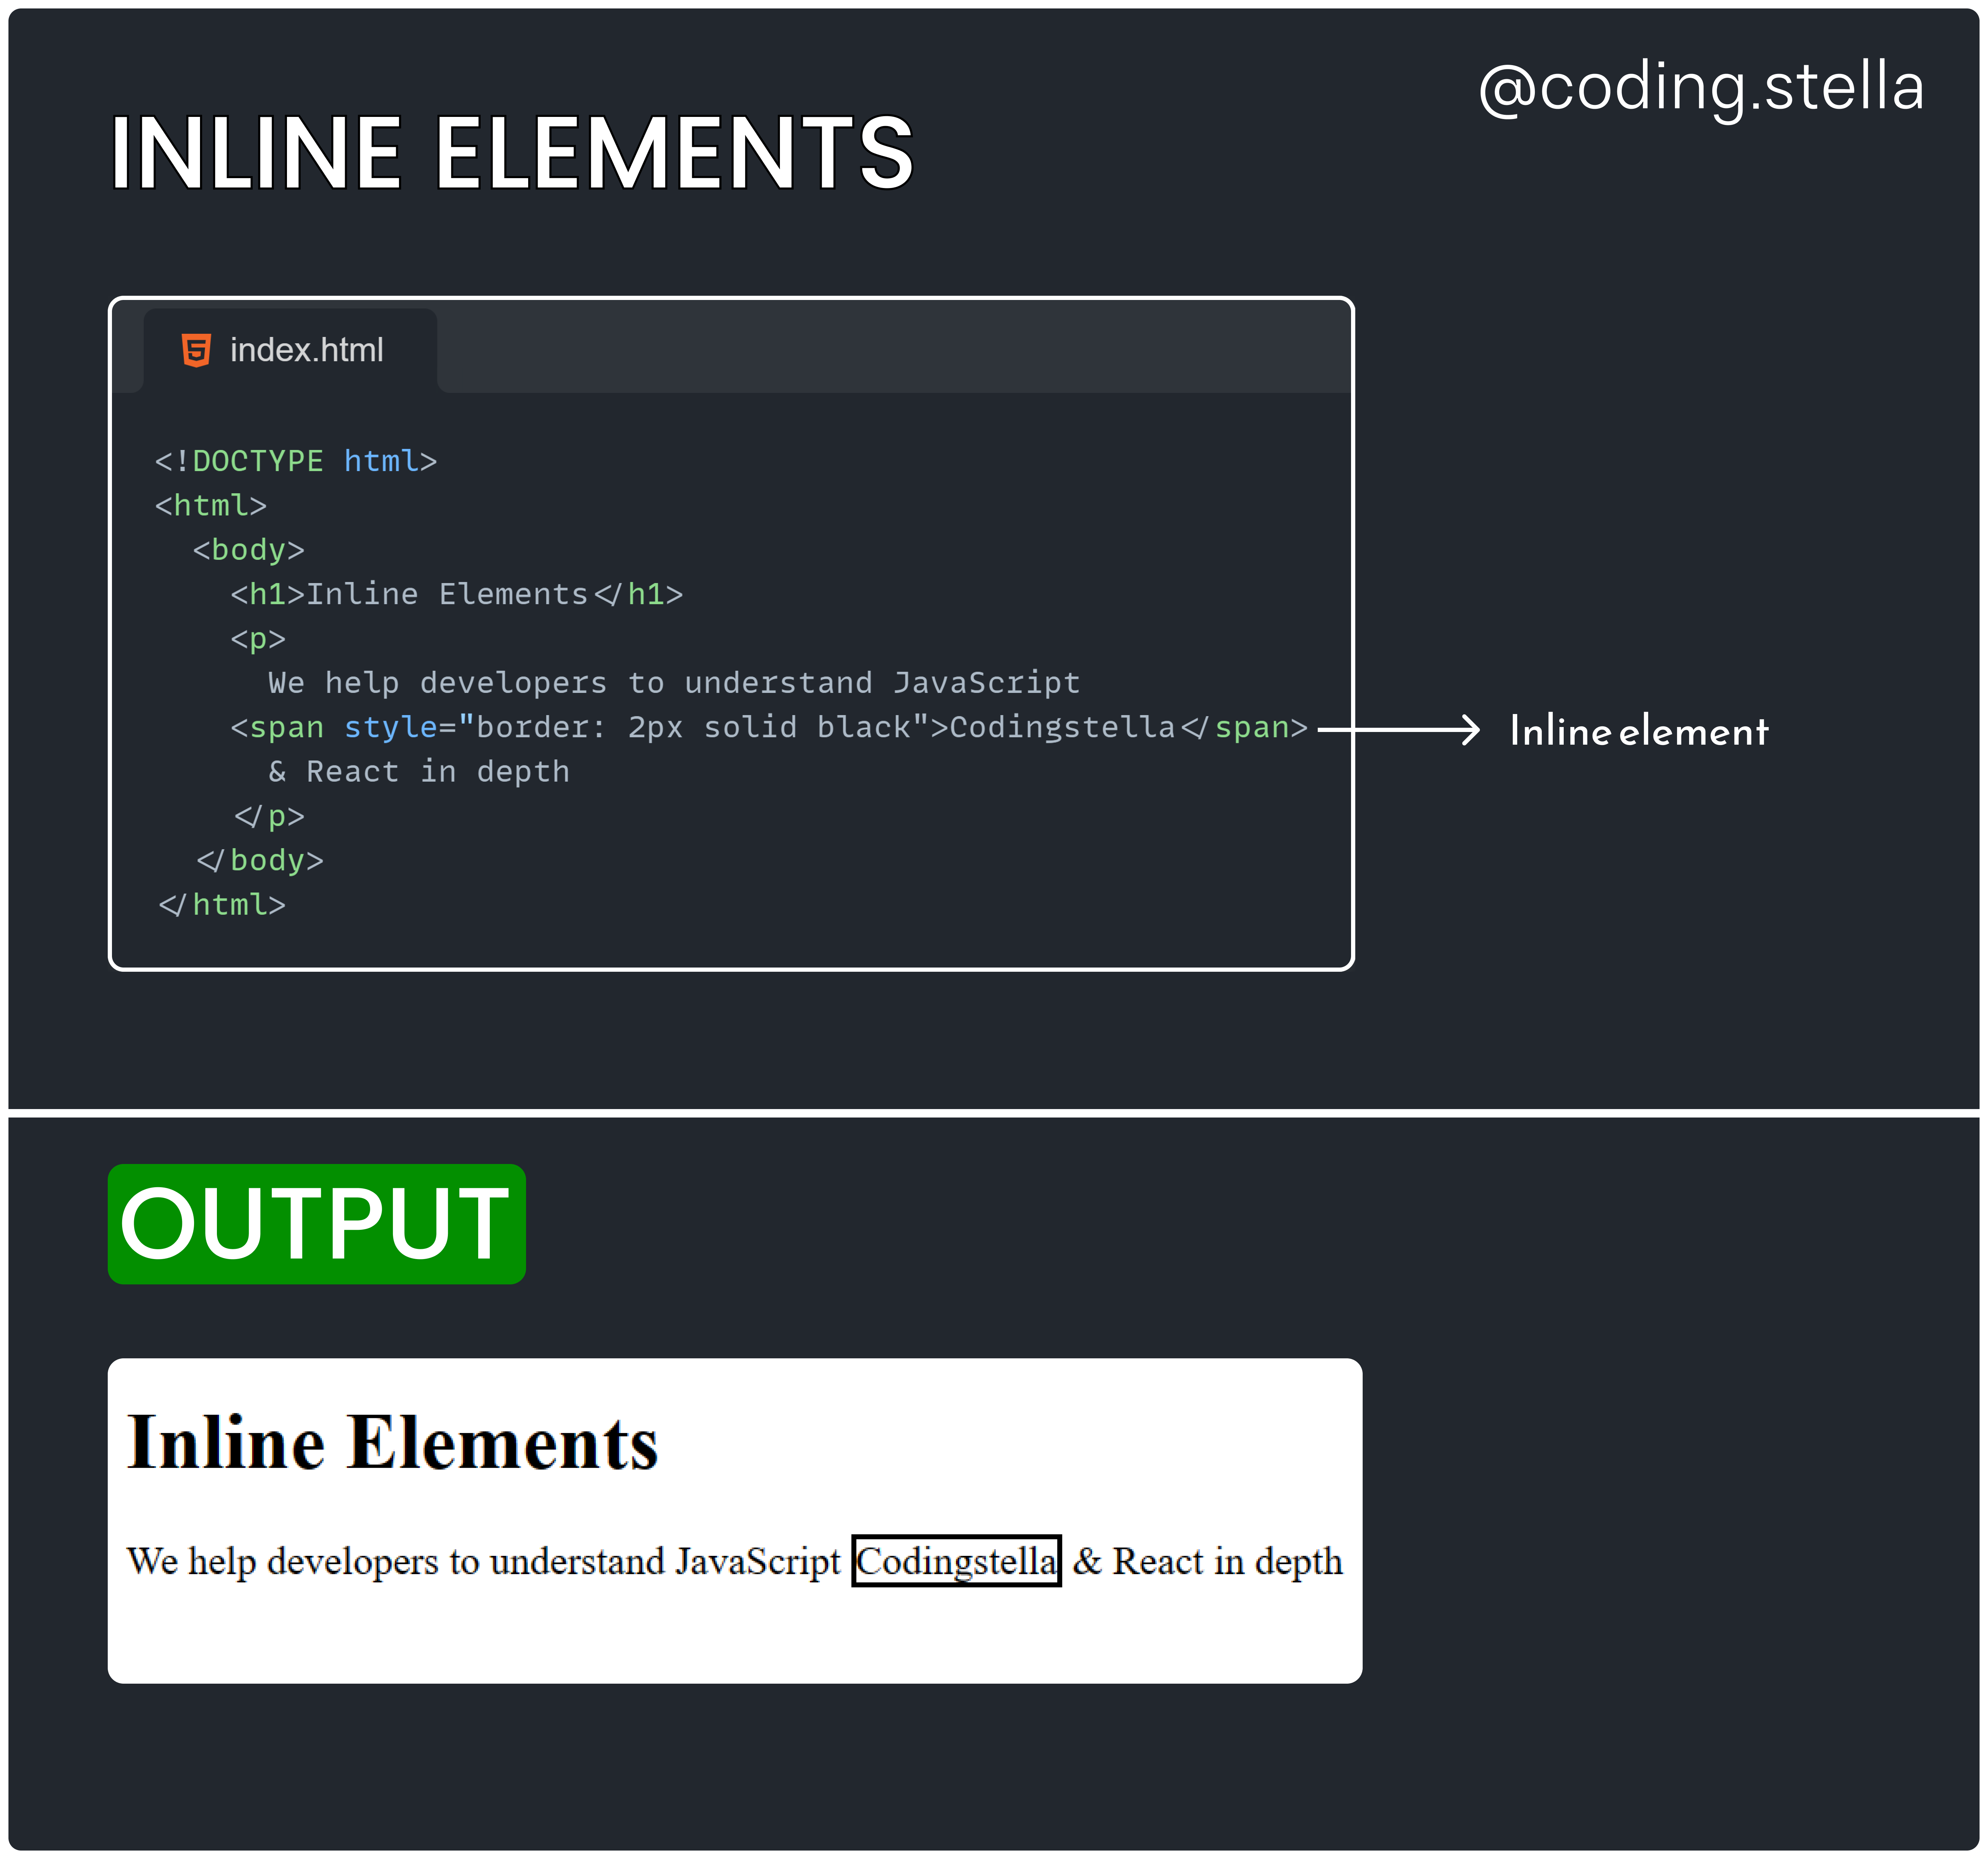 @coding.stella
INLINE ELEMENTS
index.html
<!DOCTYPE html>
<html>
<body>
<h1>Inline Elements</h1>
<p>
We help developers to understand JavaScript
<span style="border: 2px solid black">Codingstella</span>
Inline element
& React in depth
</p>
</body>
</html>
OUTPUT
Inline Elements
We help developers to understand JavaScript Codingstella & React in depth